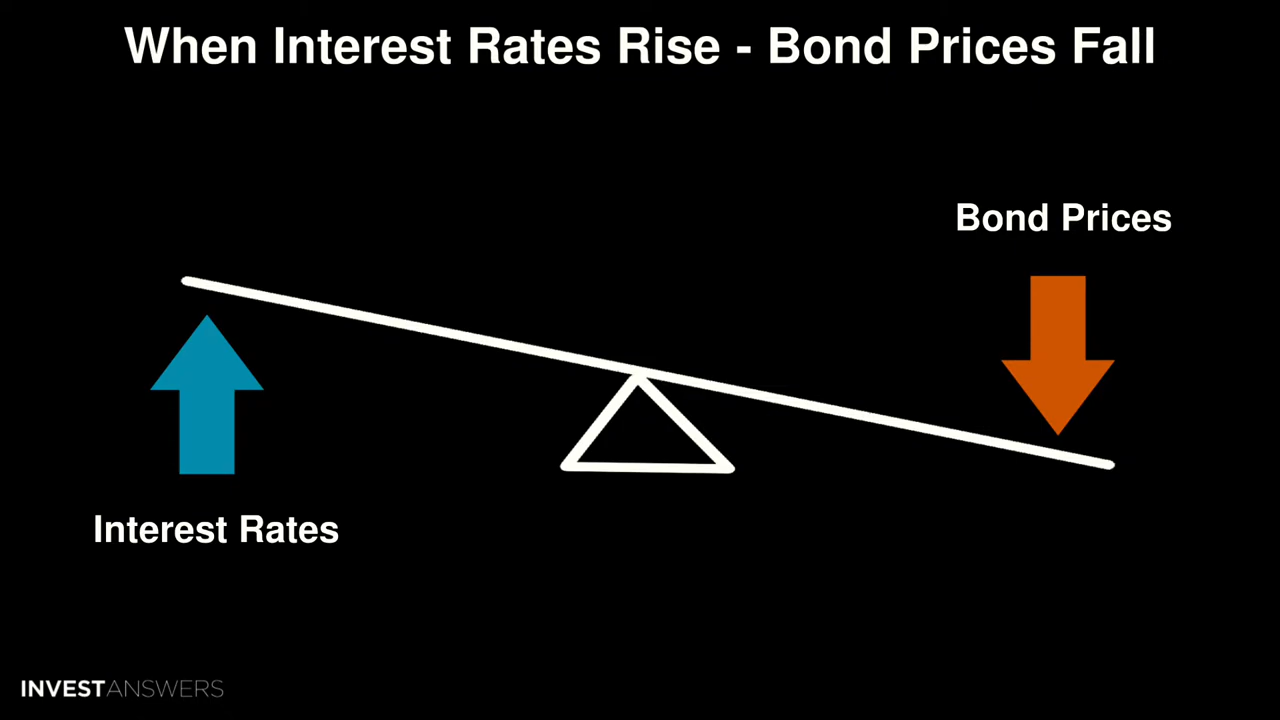 When Interest Rates Rise - Bond Prices Fall
Bond Prices
Interest Rates
INVESTANSWERS